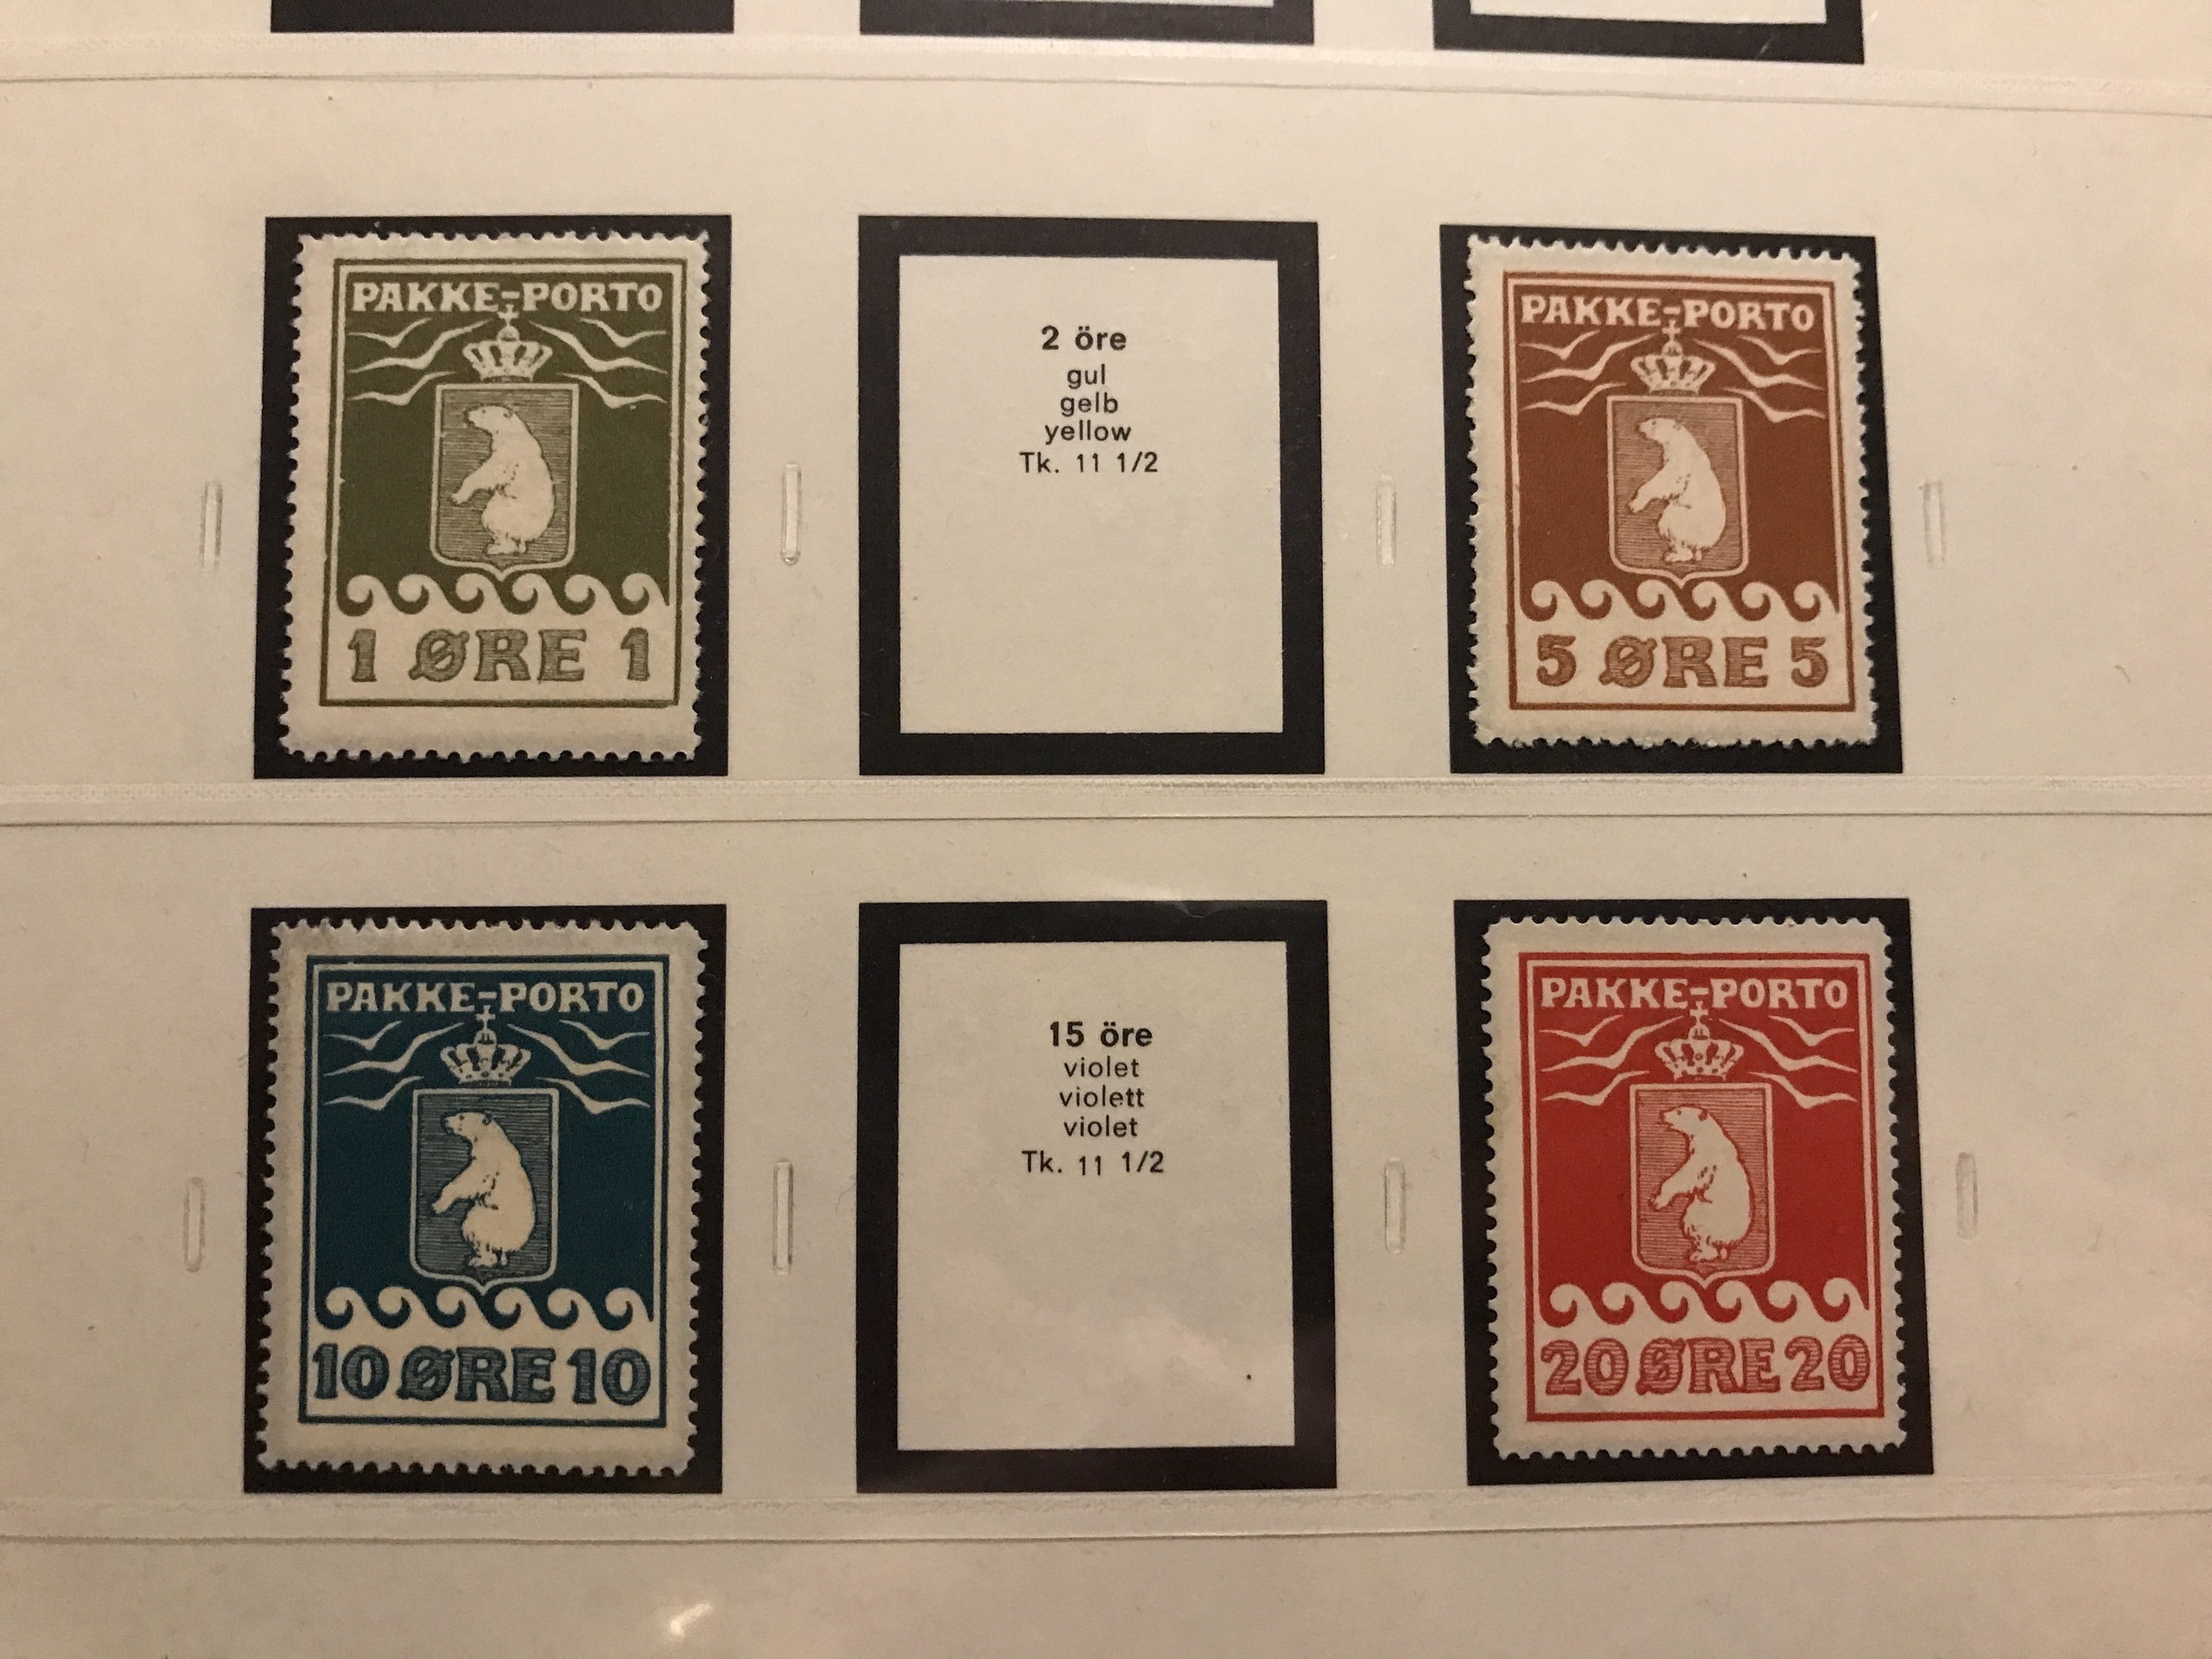 PAKKE-PORTO
1 ØRE 1
2 öre
gul
gelb
yellow
Tk. 11 1/2
PAKKE-PORTO
5 ØRE 5
PAKKE-PORTO
10 ØRE 10
15 öre
violet
violett
violet
Tk. 11 1/2
PAKKE-PORTO
20 ØRE 20